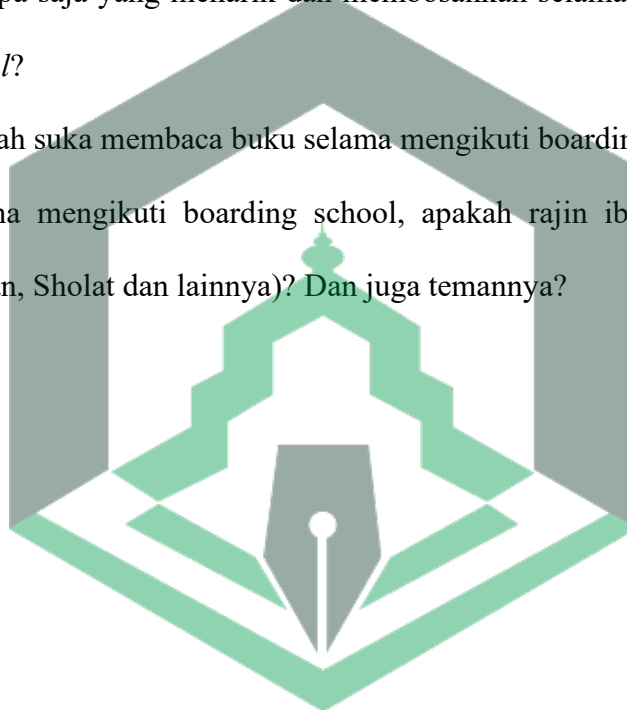 apa saja yang menarik dan membosankan selama
l?
ah suka membaca buku selama mengikuti boardin
na mengikuti boarding school, apakah rajin ib
n, Sholat dan lainnya)? Dan juga temannya?